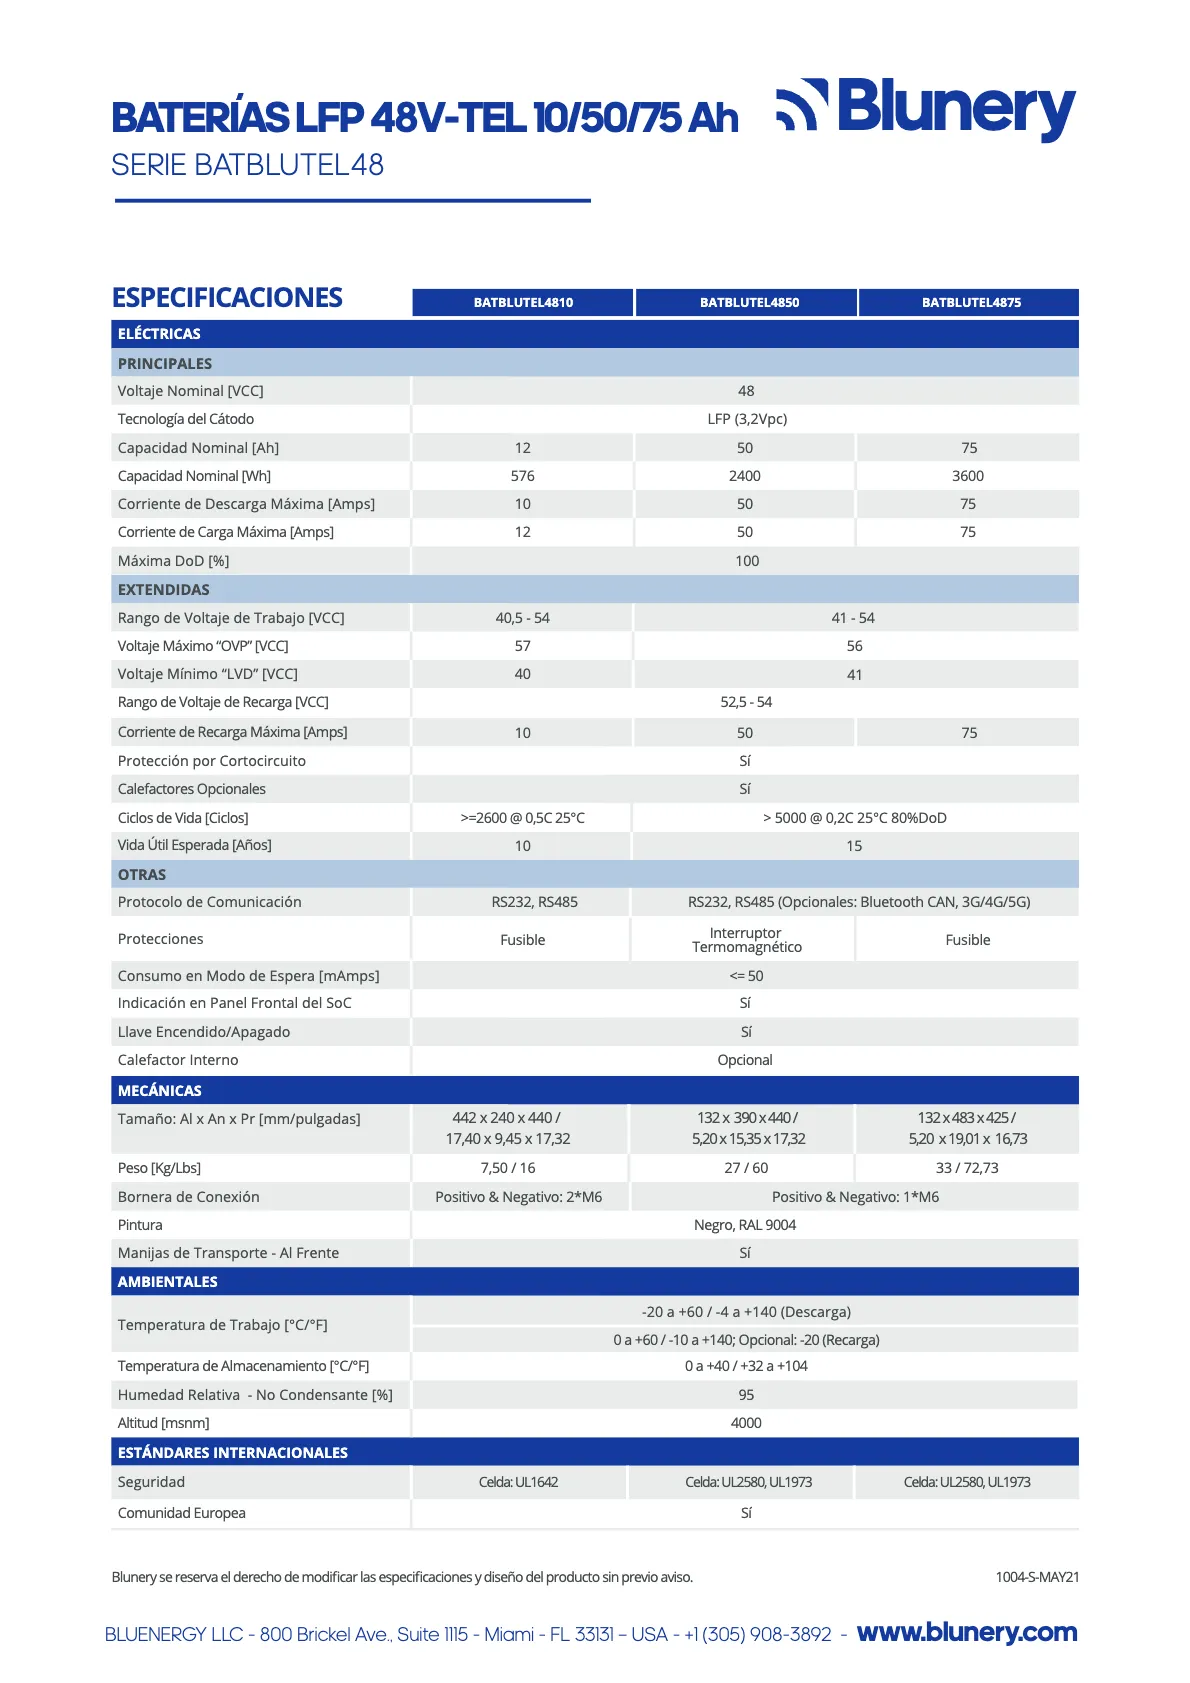 BATERÍAS LFP 48V-TEL 10/50/75 Ah
Blunery
SERIE BATBLUTEL48
ESPECIFICACIONES
BATBLUTEL4810 BATBLUTEL4850 BATBLUTEL4875
ELÉCTRICAS
PRINCIPALES
Voltaje Nominal [VCC] 48
Tecnología del Cátodo LFP (3,2Vpc)
Capacidad Nominal [Ah] 12 50 75
Capacidad Nominal [Wh] 576 2400 3600
Corriente de Descarga Máxima [Amps] 10 50 75
Corriente de Carga Máxima [Amps] 12 50 75
Máxima DoD [%] 100
EXTENDIDAS
Rango de Voltaje de Trabajo [VCC] 40,5 - 54 41 - 54
Voltaje Máximo “OVP” [VCC] 57 56
Voltaje Mínimo “LVD” [VCC] 40 41
Rango de Voltaje de Recarga [VCC] 52,5 - 54
Corriente de Recarga Máxima [Amps] 10 50 75
Protección por Cortocircuito Sí
Calefactores Opcionales Sí
Ciclos de Vida [Ciclos] >=2600 @ 0,5C 25°C > 5000 @ 0,2C 25°C 80%DoD
Vida Útil Esperada [Años] 10 15
OTRAS
Protocolo de Comunicación RS232, RS485 RS232, RS485 (Opcionales: Bluetooth CAN, 3G/4G/5G)
Protecciones Fusible Interruptor Termomagnético Fusible
Consumo en Modo de Espera [mAmps] <= 50
Indicación en Panel Frontal del SoC Sí
Llave Encendido/Apagado Sí
Calefactor Interno Opcional
MECÁNICAS
Tamaño: Al x An x Pr [mm/pulgadas] 442 x 240 x 440 / 132 x 390 x 440 / 132 x 483 x 425 /
17,40 x 9,45 x 17,32 5,20 x 15,35 x 17,32 5,20 x 19,01 x 16,73
Peso [Kg/Lbs] 7,50 / 16 27 / 60 33 / 72,73
Bornera de Conexión Positivo & Negativo: 2*M6 Positivo & Negativo: 1*M6
Pintura Negro, RAL 9004
Manijas de Transporte - Al Frente Sí
AMBIENTALES
Temperatura de Trabajo [°C/°F] -20 a +60 / -4 a +140 (Descarga)
0 a +60 / -10 a +140; Opcional: -20 (Recarga)
Temperatura de Almacenamiento [°C/°F] 0 a +40 / +32 a +104
Humedad Relativa - No Condensante [%] 95
Altitud [msnm] 4000
ESTÁNDARES INTERNACIONALES
Seguridad Celda: UL1642 Celda: UL2580, UL1973 Celda: UL2580, UL1973
Comunidad Europea Sí
Blunery se reserva el derecho de modificar las especificaciones y diseño del producto sin previo aviso. 1004-S-MAY21
BLUENERGY LLC - 800 Brickel Ave., Suite 1115 - Miami - FL 33131 – USA - +1 (305) 908-3892 - www.blunery.com